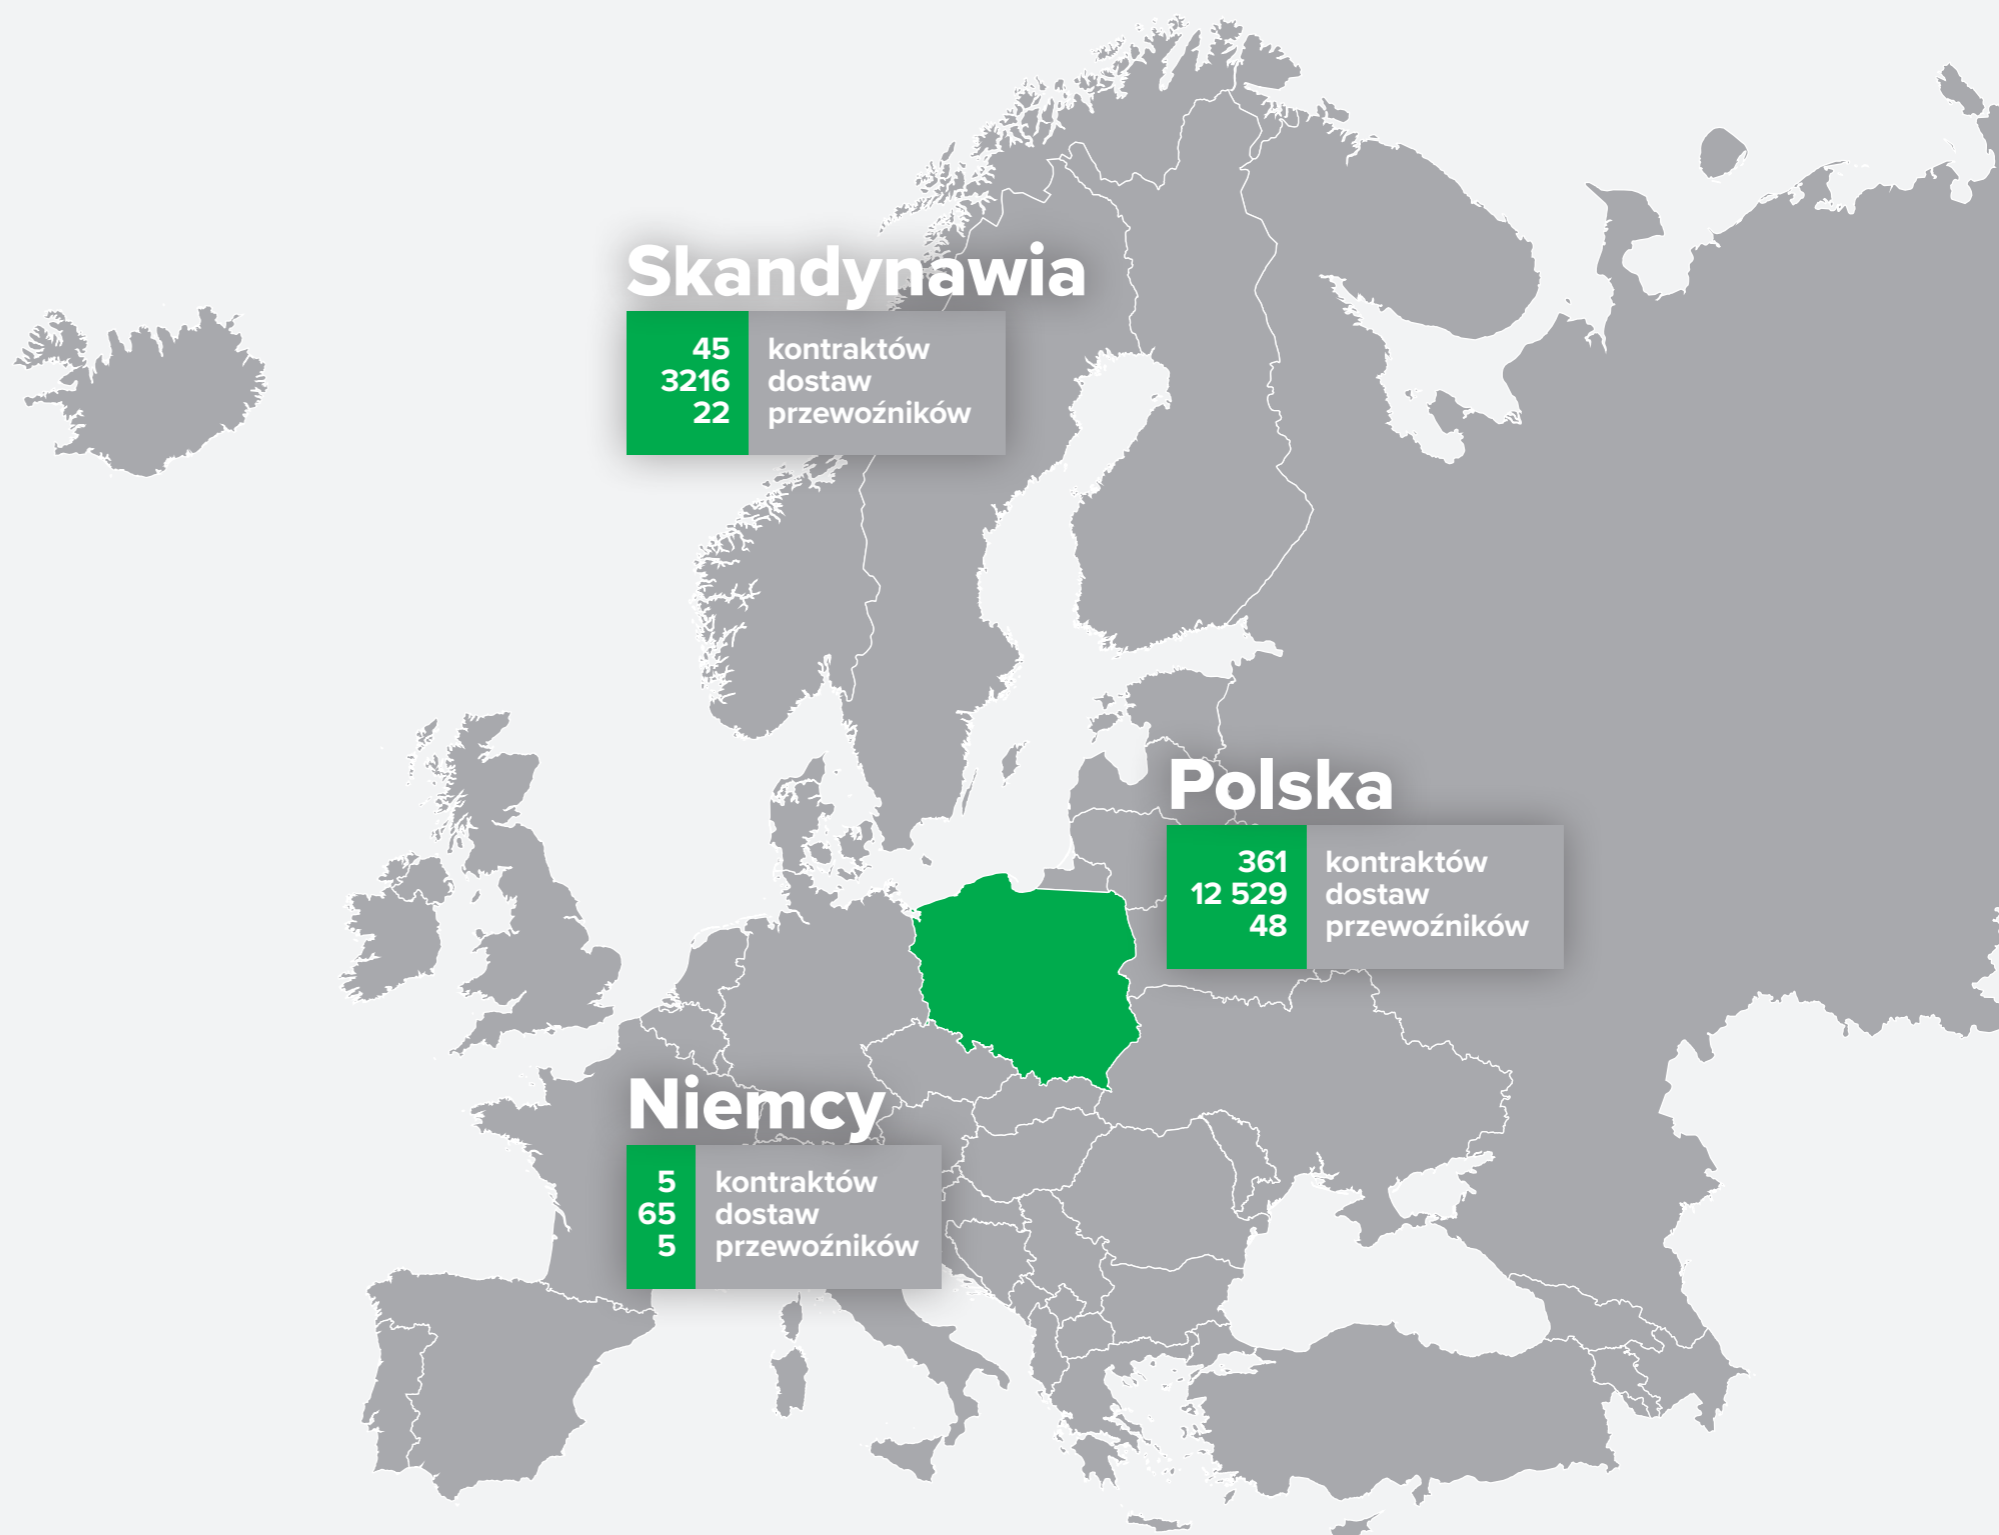 Skandynawia
45 kontraktów
3216 dostaw
22 przewoźników
Polska
361 kontraktów
12 529 dostaw
48 przewoźników
Niemcy
5 kontraktów
65 dostaw
5 przewoźników